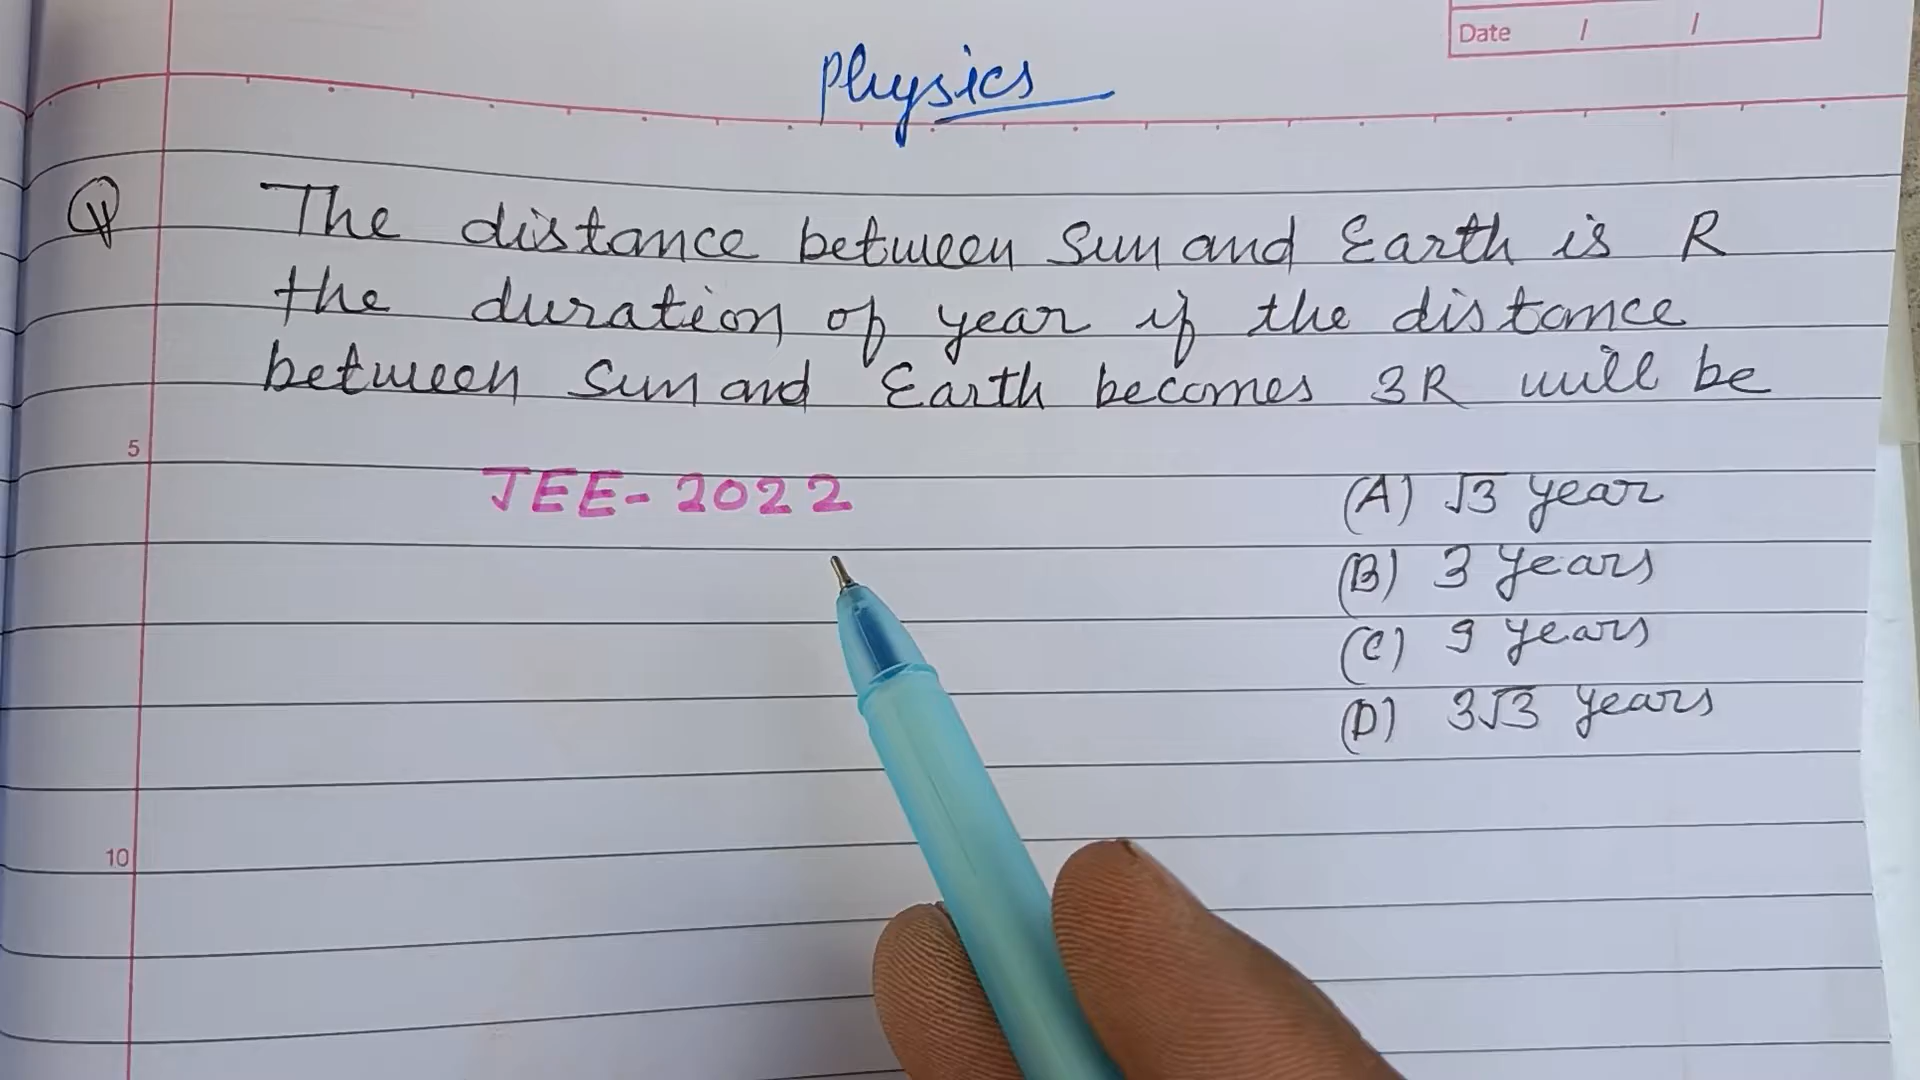 Date / /
Physics
Q The distance between Sun and Earth is R
the duration of year if the distance
between Sun and Earth becomes 3R will be
5
JEE-2022
(A) √3 year
(B) 3 years
(C) 9 years
(D) 3√3 years
10